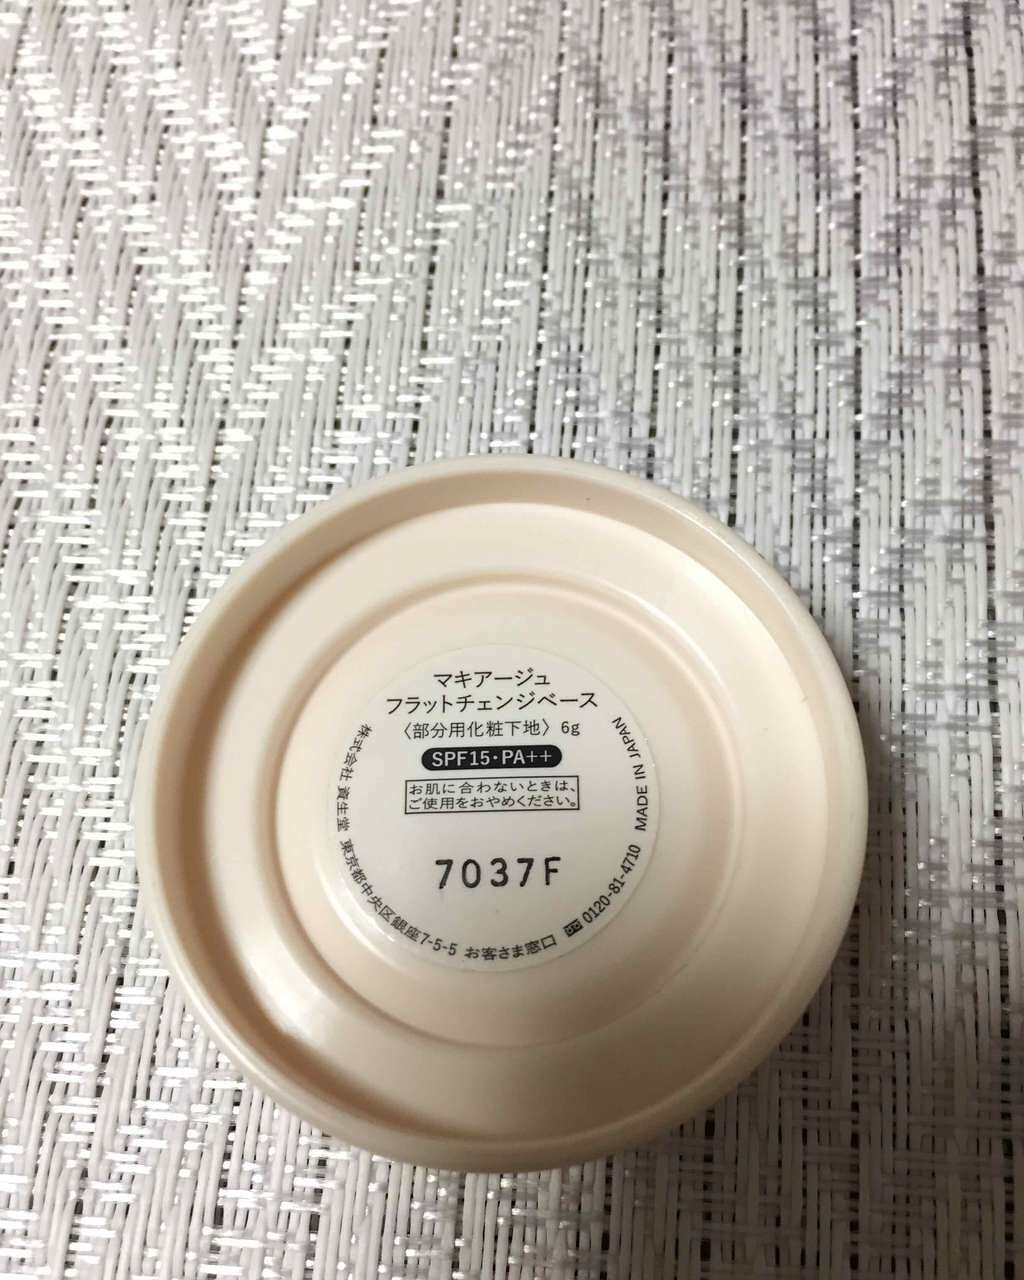 マキアージュ
フラットチェンジベース
〈部分用化粧下地〉 6g
SPF15・PA++
お肌に合わないときは、
ご使用をおやめください。
7037F
株式会社 資生堂 東京都中央区銀座7-5-5 お客さま窓口 0120-81-4710 MADE IN JAPAN